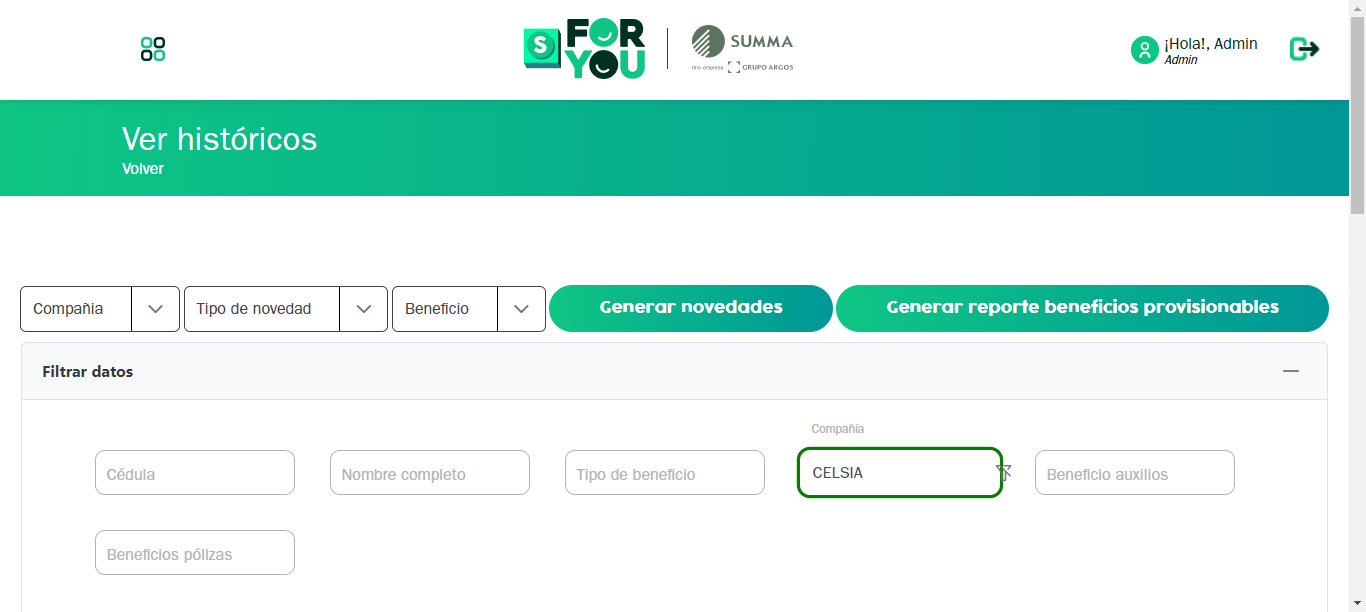 S FOR
YOU
SUMMA
Una empresa GRUPO ARGOS
¡Hola!, Admin
Admin
Ver históricos
Volver
Compañia
Tipo de novedad
Beneficio
Generar novedades
Generar reporte beneficios provisionables
Filtrar datos
Compañía
Cédula
Nombre completo
Tipo de beneficio
CELSIA
Beneficio auxilios
Beneficios pólizas